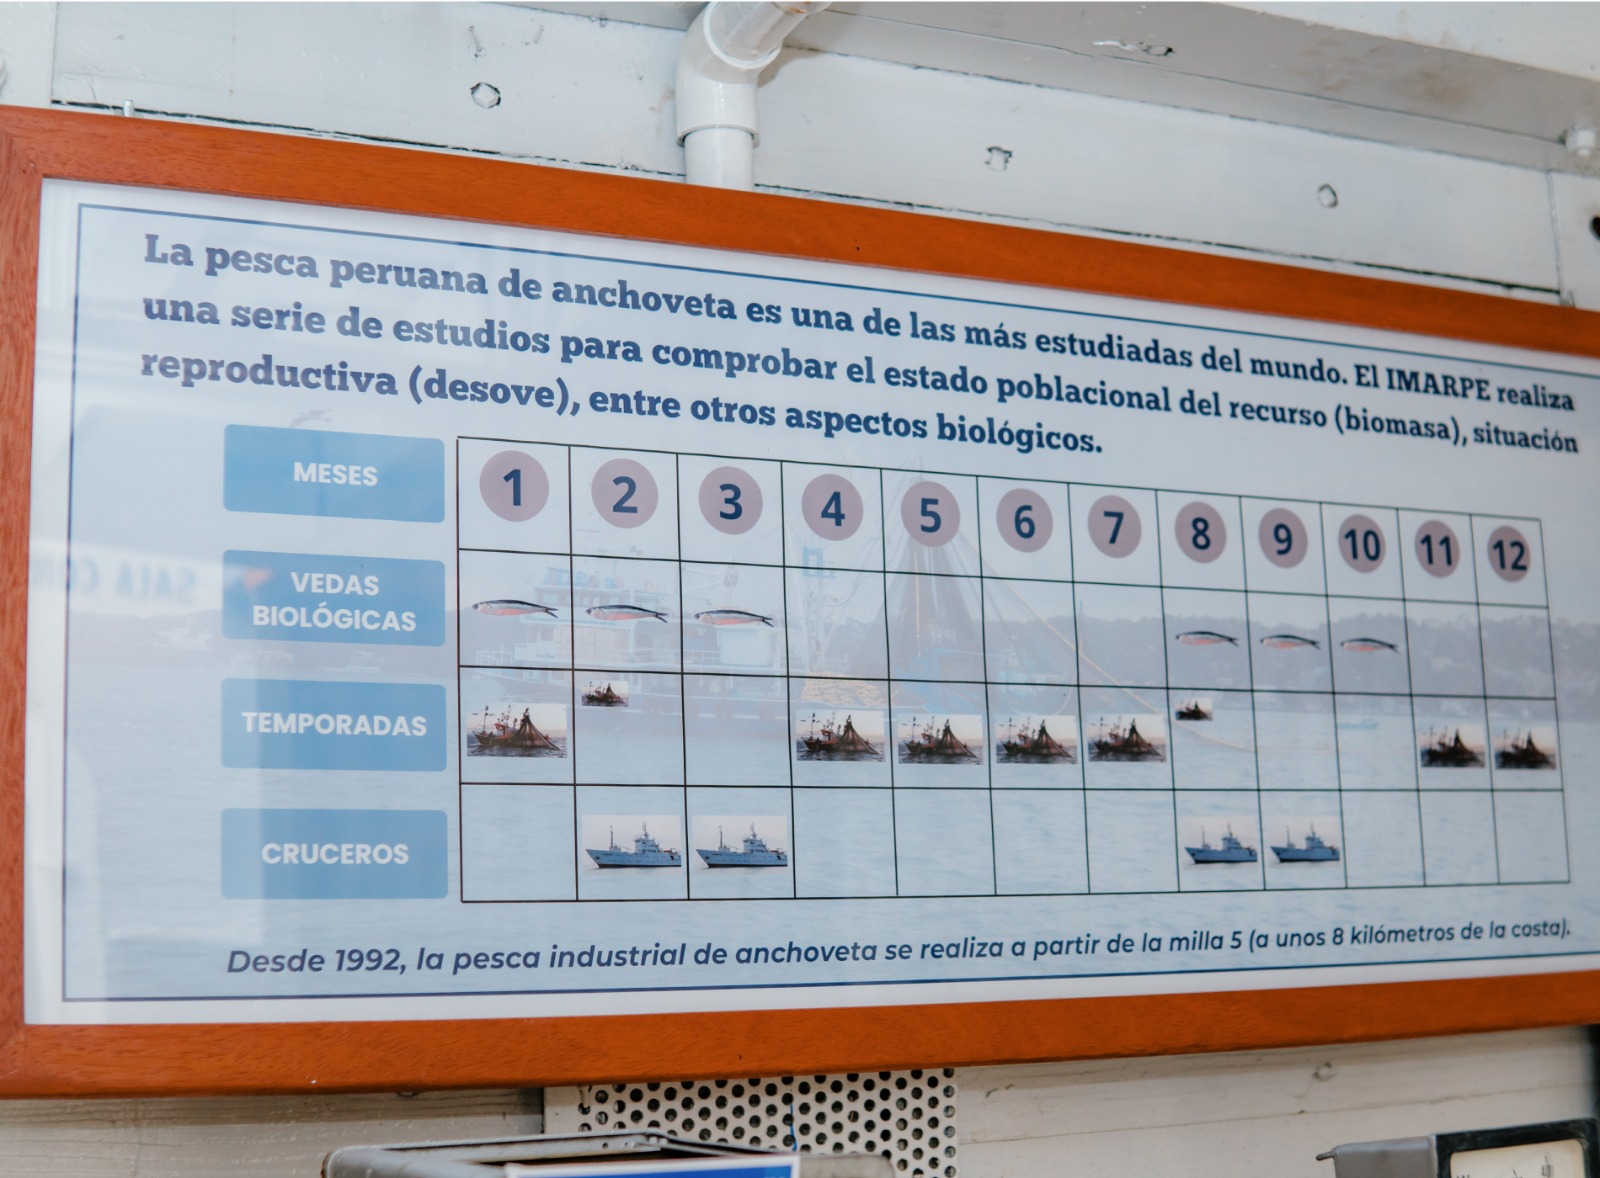 La pesca peruana de anchoveta es una de las más estudiadas del mundo. El IMARPE realiza
una serie de estudios para comprobar el estado poblacional del recurso (biomasa), situación
reproductiva (desove), entre otros aspectos biológicos.
MESES 1 2 3 4 5 6 7 8 9 10 11 12
VEDAS
BIOLÓGICAS
TEMPORADAS
CRUCEROS
Desde 1992, la pesca industrial de anchoveta se realiza a partir de la milla 5 (a unos 8 kilómetros de la costa).